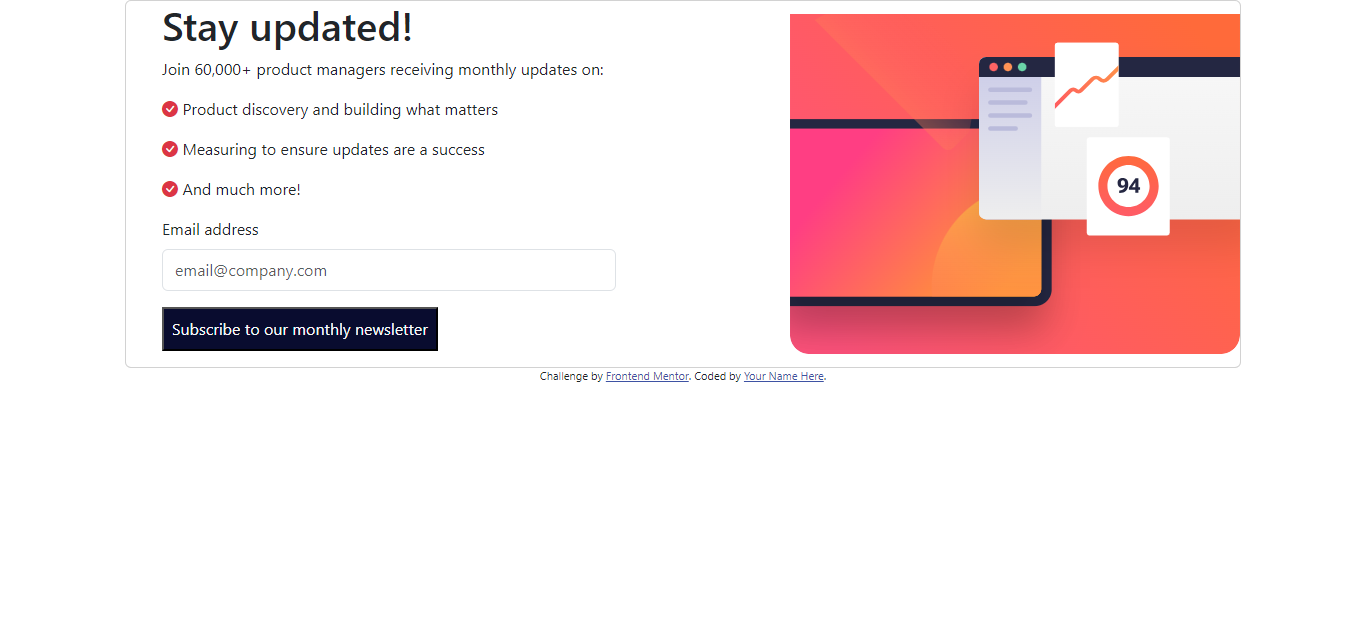 Stay updated!
Join 60,000+ product managers receiving monthly updates on:
Product discovery and building what matters
Measuring to ensure updates are a success
And much more!
Email address
email@company.com
Subscribe to our monthly newsletter
94
Challenge by Frontend Mentor. Coded by Your Name Here.